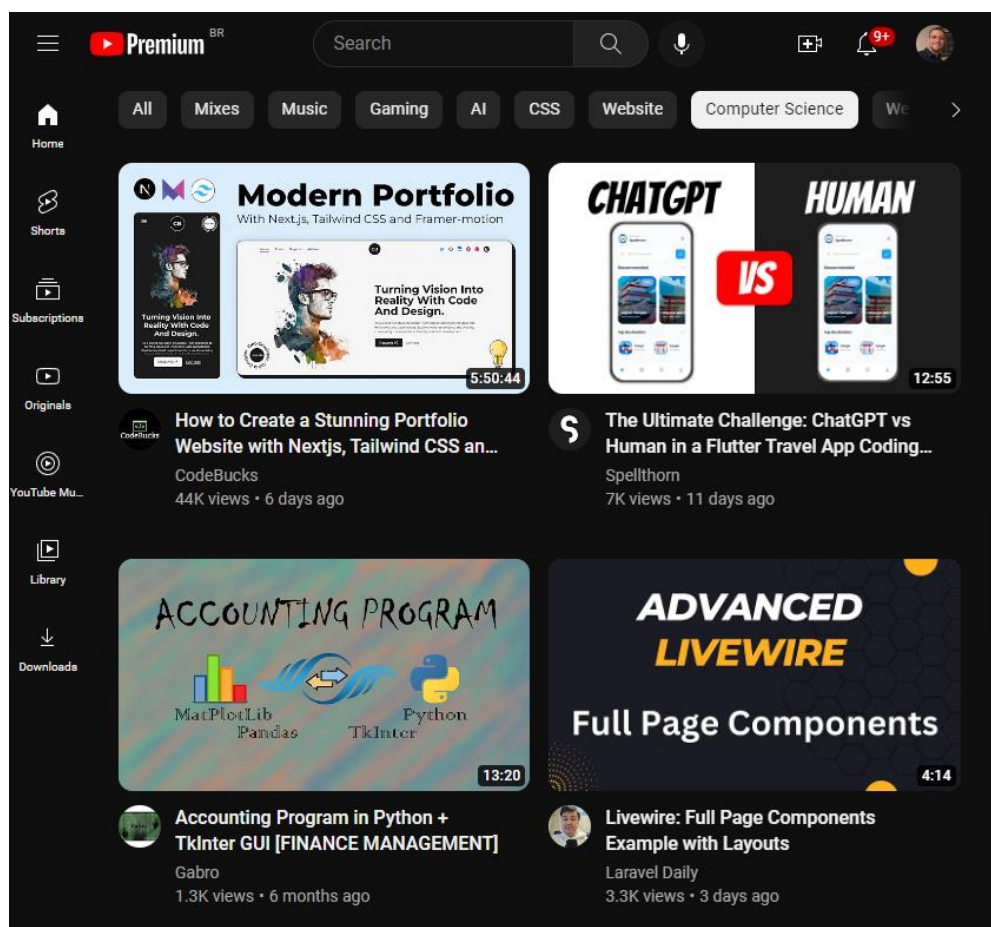 Premium BR
Search
9+
All
Mixes
Music
Gaming
AI
CSS
Website
Computer Science
We
Home
Shorts
Subscriptions
Originals
YouTube Mu...
Library
Downloads
Modern Portfolio
With Next.js, Tailwind CSS and Framer-motion
Turning Vision Into
Reality With Code
And Design.
Turning Vision Into
Reality With Code
And Design.
5:50:44
CodeBucks
How to Create a Stunning Portfolio
Website with Nextjs, Tailwind CSS an...
CodeBucks
44K views • 6 days ago
CHATGPT
VS
HUMAN
12:55
S
The Ultimate Challenge: ChatGPT vs
Human in a Flutter Travel App Coding...
Spellthorn
7K views • 11 days ago
ACCOUNTING PROGRAM
MatPlotLib
Pandas
Python
TkInter
13:20
Accounting Program in Python +
TkInter GUI [FINANCE MANAGEMENT]
Gabro
1.3K views • 6 months ago
ADVANCED
LIVEWIRE
Full Page Components
4:14
Livewire: Full Page Components
Example with Layouts
Laravel Daily
3.3K views • 3 days ago